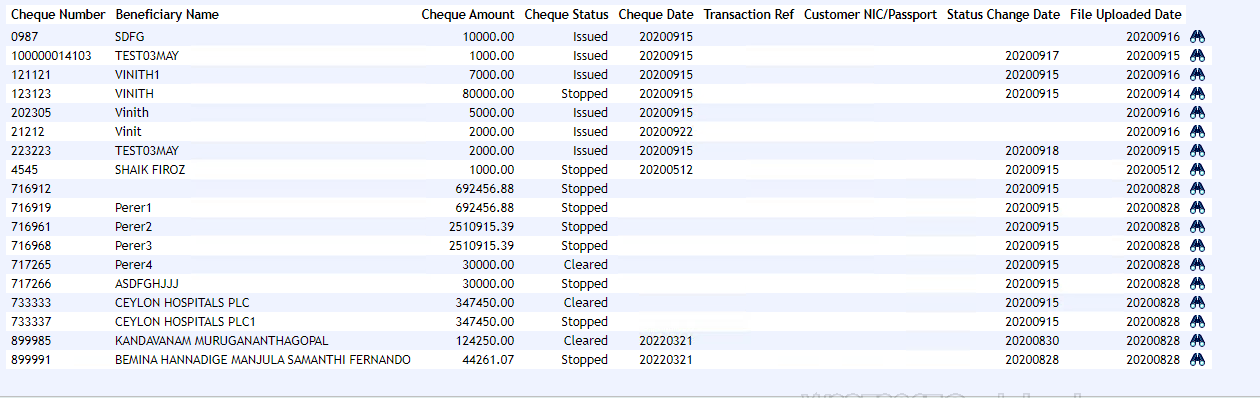 Cheque Number Beneficiary Name Cheque Amount Cheque Status Cheque Date Transaction Ref Customer NIC/Passport Status Change Date File Uploaded Date
0987 SDFG 10000.00 Issued 20200915 20200916
100000014103 TEST03MAY 1000.00 Issued 20200915 20200917 20200915
121121 VINITH1 7000.00 Issued 20200915 20200915 20200916
123123 VINITH 80000.00 Stopped 20200915 20200915 20200914
202305 Vinith 5000.00 Issued 20200915 20200916
21212 Vinit 2000.00 Issued 20200922 20200916
223223 TEST03MAY 2000.00 Issued 20200915 20200918 20200915
4545 SHAIK FIROZ 1000.00 Stopped 20200512 20200915 20200512
716912 692456.88 Stopped 20200915 20200828
716919 Perer1 692456.88 Stopped 20200915 20200828
716961 Perer2 2510915.39 Stopped 20200915 20200828
716968 Perer3 2510915.39 Stopped 20200915 20200828
717265 Perer4 30000.00 Cleared 20200915 20200828
717266 ASDFGHJJJ 30000.00 Stopped 20200915 20200828
733333 CEYLON HOSPITALS PLC 347450.00 Cleared 20200915 20200828
733337 CEYLON HOSPITALS PLC1 347450.00 Stopped 20200915 20200828
899985 KANDAVANAM MURUGANANTHAGOPAL 124250.00 Cleared 20220321 20200830 20200828
899991 BEMINA HANNADIGE MANJULA SAMANTHI FERNANDO 44261.07 Stopped 20220321 20200828 20200828